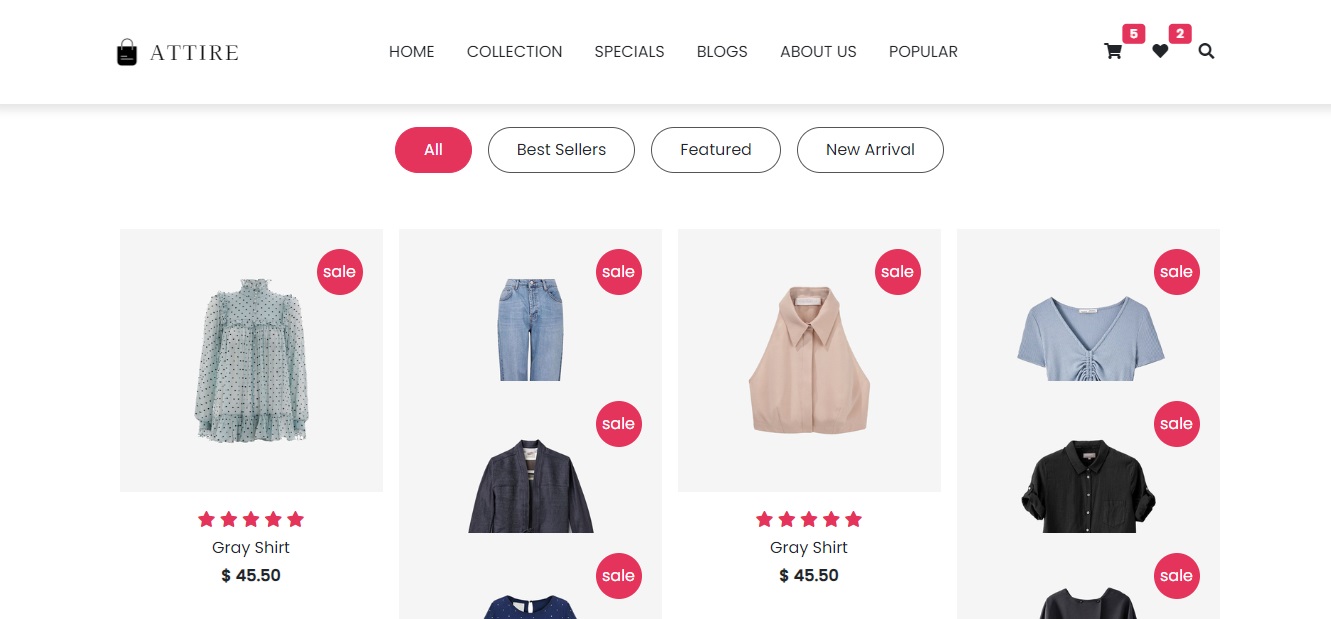 ATTIRE HOME COLLECTION SPECIALS BLOGS ABOUT US POPULAR 5 2
All Best Sellers Featured New Arrival
sale sale sale sale
sale sale
Gray Shirt Gray Shirt
$ 45.50 $ 45.50
sale sale